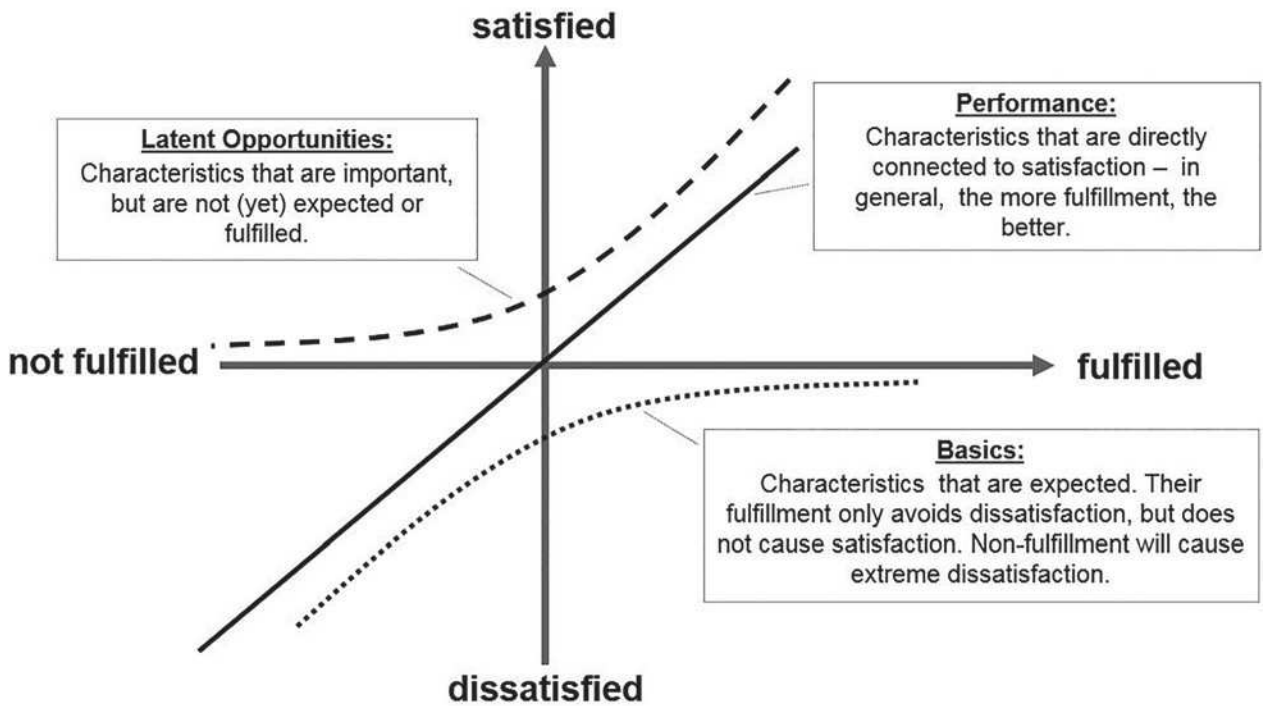 satisfied
Latent Opportunities:
Characteristics that are important,
but are not (yet) expected or
fulfilled.
Performance:
Characteristics that are directly
connected to satisfaction – in
general, the more fulfillment, the
better.
not fulfilled
fulfilled
Basics:
Characteristics that are expected. Their
fulfillment only avoids dissatisfaction, but does
not cause satisfaction. Non-fulfillment will cause
extreme dissatisfaction.
dissatisfied